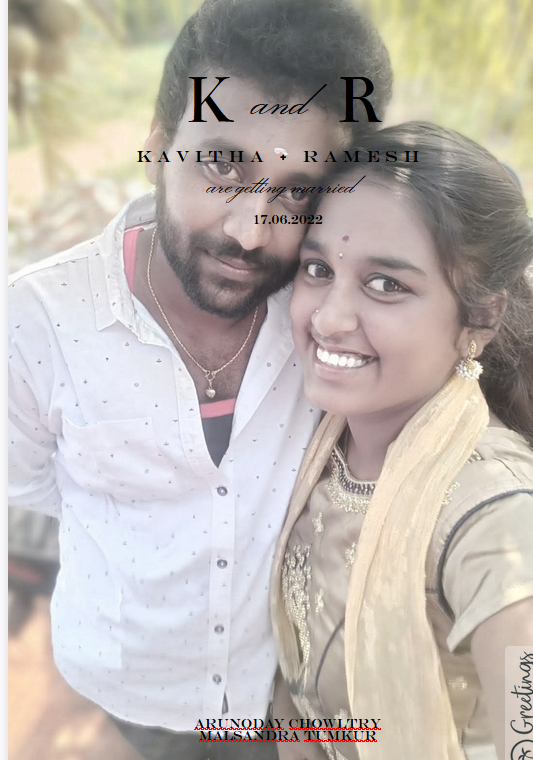 K and R
KAVITHA + RAMESH
are getting married
17.06.2022
ARUNODAY CHOWLTRY
MALSANDRA TUMKUR
Greetings